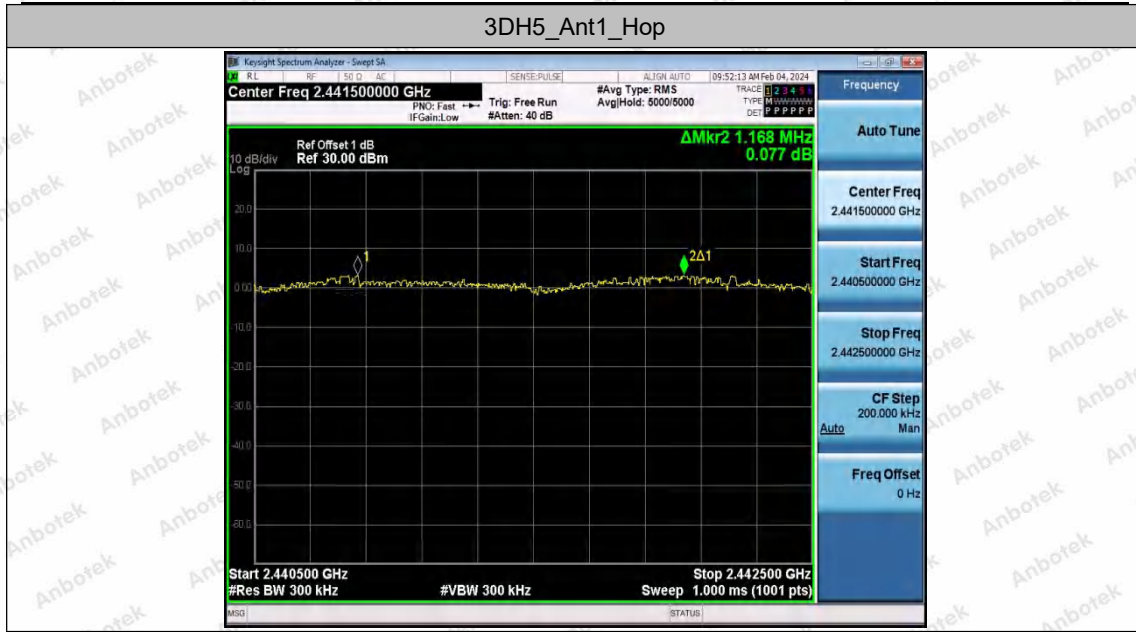 3DH5_Ant1_Hop
Keysight Spectrum Analyzer - Swept SA
RL RF 50 Ω AC SENSE:PULSE ALIGN AUTO 09:52:13 AM Feb 04, 2024
Center Freq 2.441500000 GHz
PNO: Fast
IFGain:Low
Trig: Free Run
#Atten: 40 dB
#Avg Type: RMS
Avg|Hold: 5000/5000
TRACE 1 2 3 4 5 6
TYPE M
DET P P P P P P
Frequency
Auto Tune
Center Freq
2.441500000 GHz
Start Freq
2.440500000 GHz
Stop Freq
2.442500000 GHz
CF Step
200.000 kHz
Auto Man
Freq Offset
0 Hz
ΔMkr2 1.168 MHz
0.077 dB
Ref Offset 1 dB
10 dB/div Ref 30.00 dBm
Log
20.0
10.0
0.00
-10.0
-20.0
-30.0
-40.0
-50.0
-60.0
1
2Δ1
Start 2.440500 GHz Stop 2.442500 GHz
#Res BW 300 kHz #VBW 300 kHz Sweep 1.000 ms (1001 pts)
MSG STATUS
Anbotek